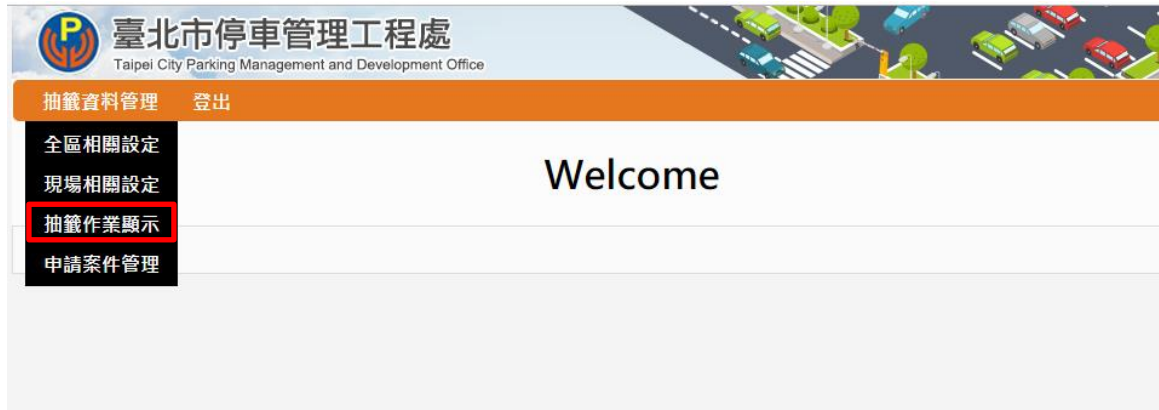 P
臺北市停車管理工程處
Taipei City Parking Management and Development Office
抽籤資料管理 登出
全區相關設定
現場相關設定
抽籤作業顯示
申請案件管理
Welcome